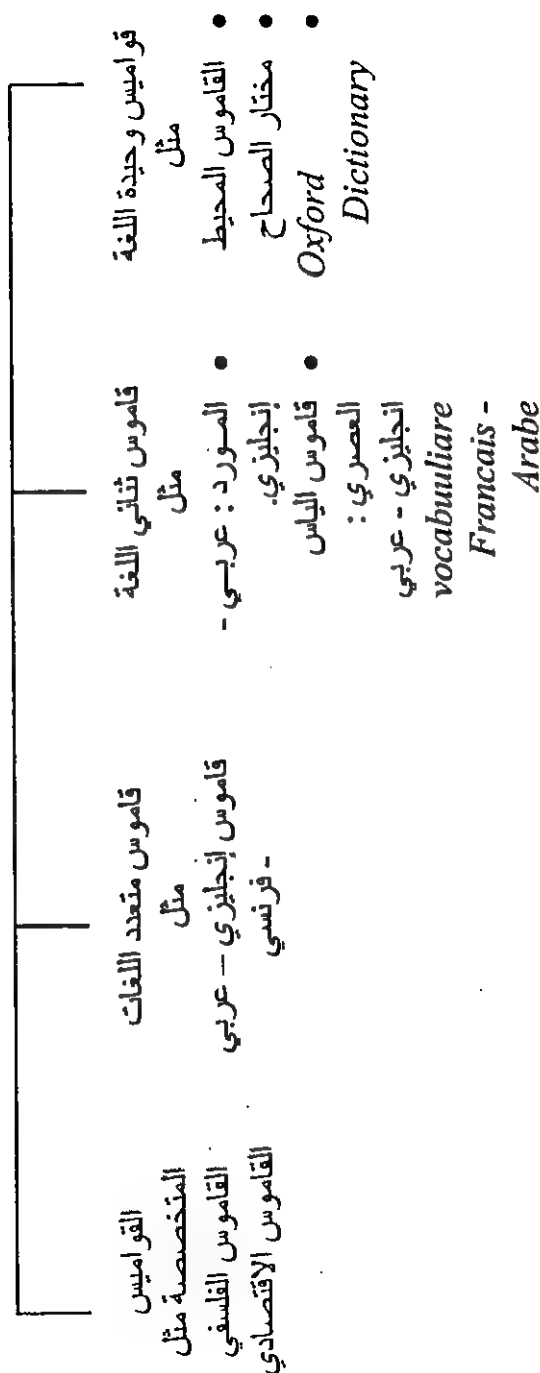 قواميس وحيدة اللغة
مثل
• القاموس المحيط
• مختار الصحاح
• Oxford
Dictionary
قاموس ثنائي اللغة
مثل
• المورد : عربي -
إنجليزي.
• قاموس الياس
العصري :
انجليزي - عربي
vocabuuliare
Francais -
Arabe
قاموس متعدد اللغات
مثل
قاموس إنجليزي – عربي
- فرنسي
القواميس
المتخصصة مثل
القاموس الفلسفي
القاموس الاقتصادي